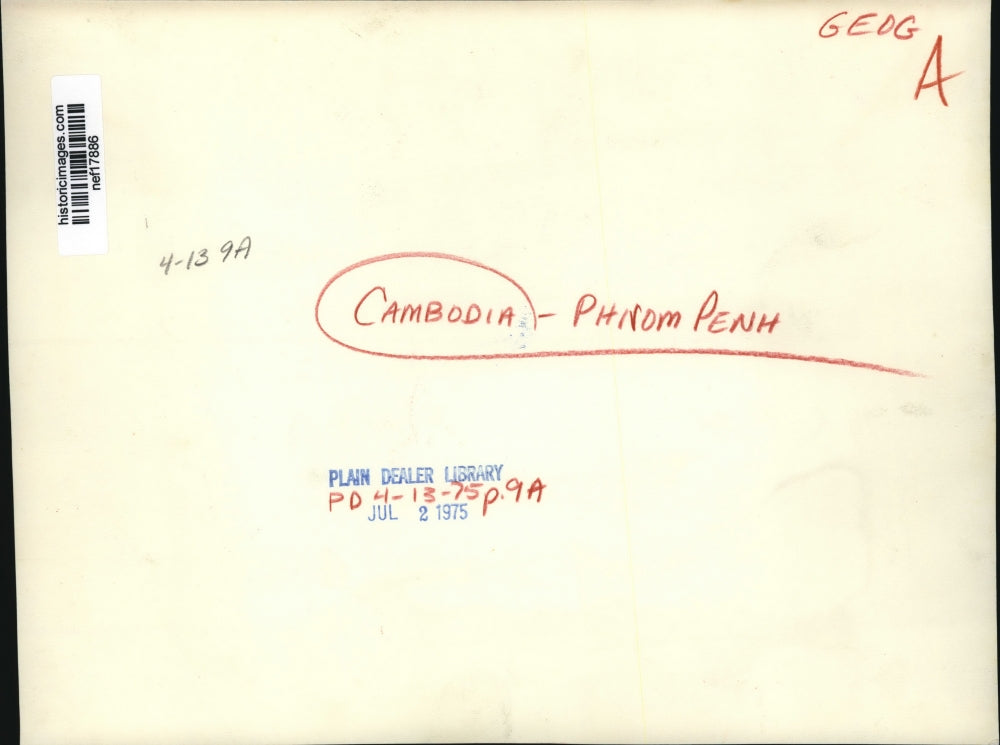 GEOG
A
historicimages.com
nef17886
4-13 9A
CAMBODIA - PHNOM PENH
PLAIN DEALER LIBRARY
PD 4-13-75 p.9A
JUL 2 1975